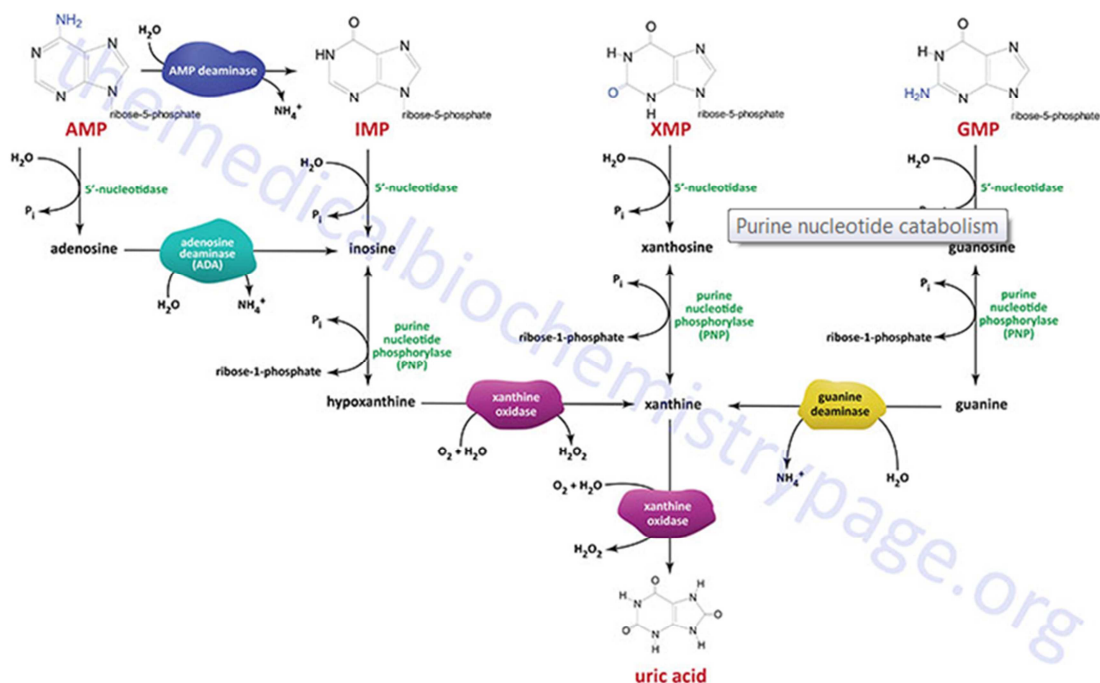 NH₂
N
N
N
N
ribose-5-phosphate
AMP
H₂O
AMP deaminase
NH₄⁺
O
HN
N
N
N
ribose-5-phosphate
IMP
O
H
N
N
O
N
H
N
ribose-5-phosphate
XMP
O
H
N
N
H₂N
N
N
ribose-5-phosphate
GMP
H₂O
5'-nucleotidase
Pi
H₂O
5'-nucleotidase
Pi
H₂O
5'-nucleotidase
Pi
H₂O
5'-nucleotidase
Purine nucleotide catabolism
adenosine
adenosine
deaminase
(ADA)
H₂O
NH₄⁺
inosine
xanthosine
guanosine
Pi
purine
nucleotide
phosphorylase
(PNP)
ribose-1-phosphate
Pi
purine
nucleotide
phosphorylase
(PNP)
ribose-1-phosphate
Pi
purine
nucleotide
phosphorylase
(PNP)
ribose-1-phosphate
hypoxanthine
xanthine
oxidase
O₂ + H₂O
H₂O₂
xanthine
guanine
deaminase
NH₄⁺
H₂O
guanine
O₂ + H₂O
xanthine
oxidase
H₂O₂
O
H
N
N
H
O
O
N
H
N
H
uric acid
themedicalbiochemistrypage.org